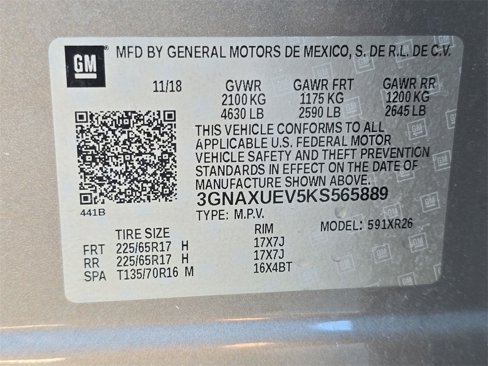 GM
MFD BY GENERAL MOTORS DE MEXICO, S. DE R.L. DE C.V.
11/18 GVWR GAWR FRT GAWR RR
2100 KG 1175 KG 1200 KG
4630 LB 2590 LB 2645 LB
THIS VEHICLE CONFORMS TO ALL
APPLICABLE U.S. FEDERAL MOTOR
VEHICLE SAFETY AND THEFT PREVENTION
STANDARDS IN EFFECT ON THE DATE OF
MANUFACTURE SHOWN ABOVE.
3GNAXUEV5KS565889
441B TYPE: M.P.V. MODEL: 591XR26
TIRE SIZE RIM
FRT 225/65R17 H 17X7J
RR 225/65R17 H 17X7J
SPA T135/70R16 M 16X4BT